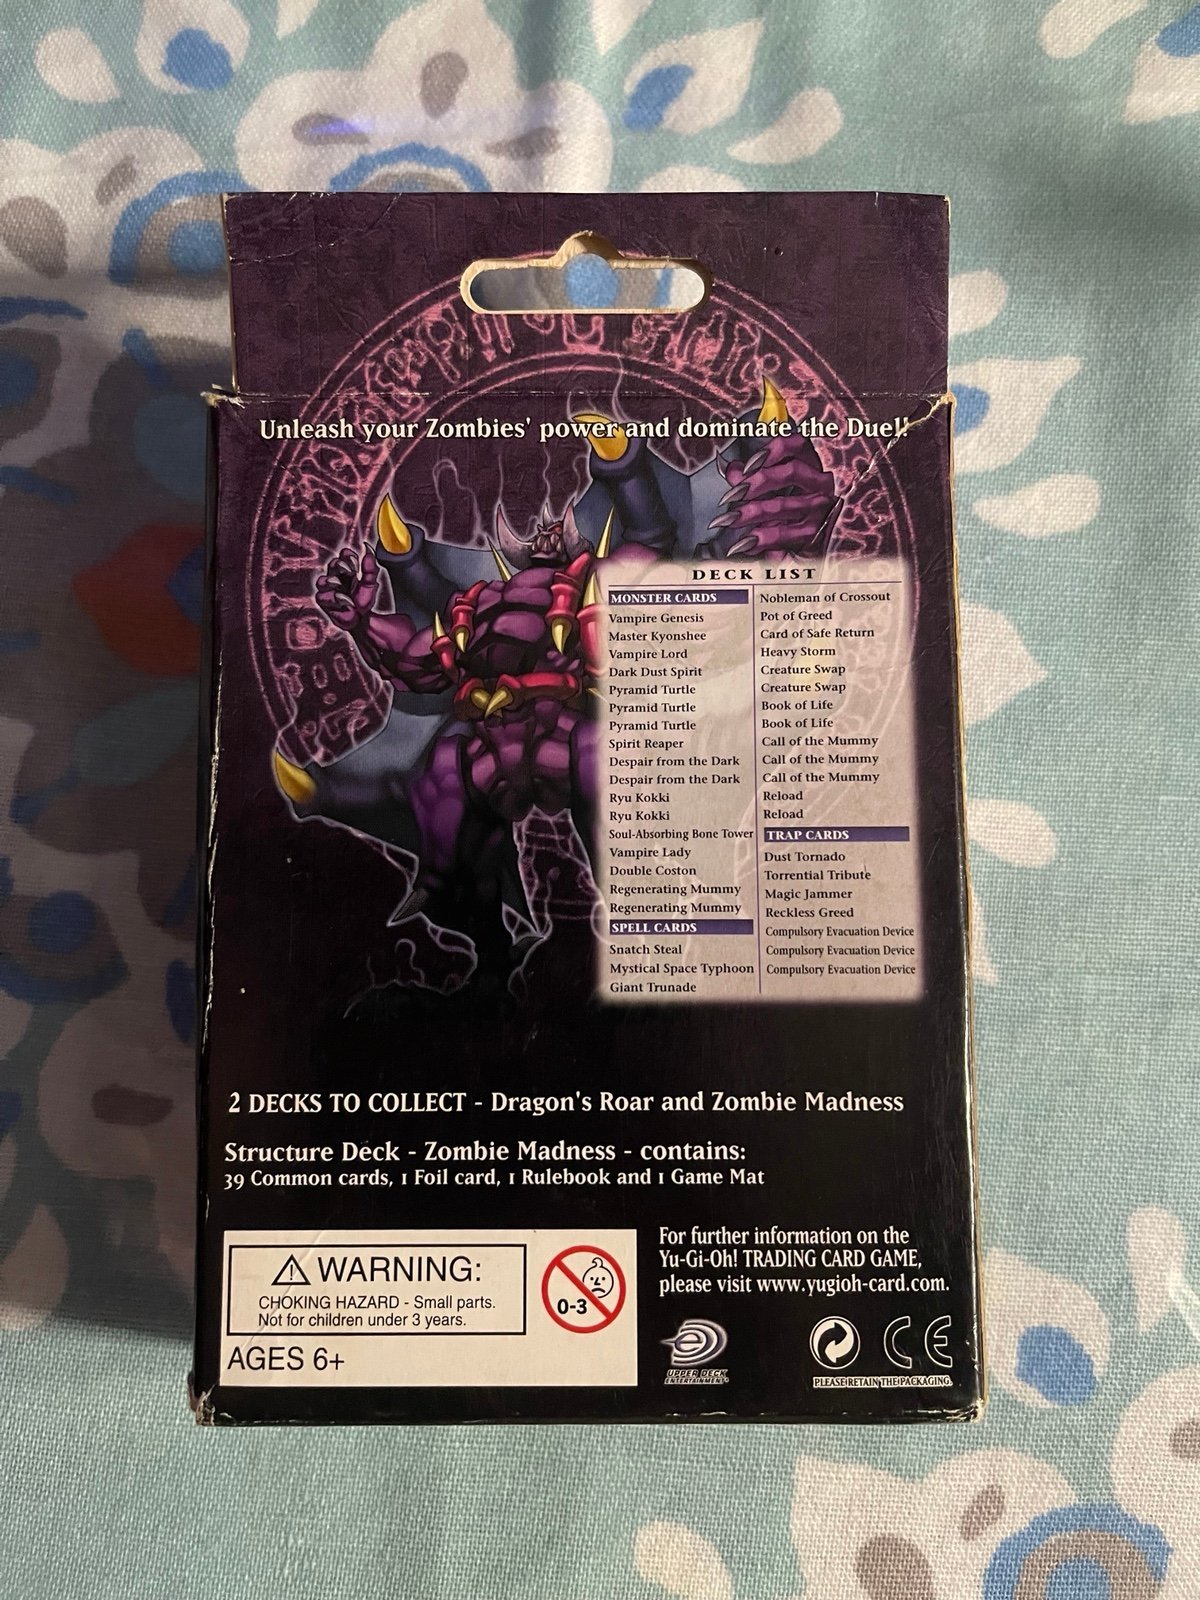 Unleash your Zombies' power and dominate the Duel!
DECK LIST
MONSTER CARDS
Vampire Genesis
Master Kyonshee
Vampire Lord
Dark Dust Spirit
Pyramid Turtle
Pyramid Turtle
Pyramid Turtle
Spirit Reaper
Despair from the Dark
Despair from the Dark
Ryu Kokki
Ryu Kokki
Soul-Absorbing Bone Tower
Vampire Lady
Double Coston
Regenerating Mummy
Regenerating Mummy
SPELL CARDS
Snatch Steal
Mystical Space Typhoon
Giant Trunade
Nobleman of Crossout
Pot of Greed
Card of Safe Return
Heavy Storm
Creature Swap
Creature Swap
Book of Life
Book of Life
Call of the Mummy
Call of the Mummy
Call of the Mummy
Reload
Reload
TRAP CARDS
Dust Tornado
Torrential Tribute
Magic Jammer
Reckless Greed
Compulsory Evacuation Device
Compulsory Evacuation Device
Compulsory Evacuation Device
2 DECKS TO COLLECT - Dragon's Roar and Zombie Madness
Structure Deck - Zombie Madness - contains:
39 Common cards, 1 Foil card, 1 Rulebook and 1 Game Mat
WARNING:
CHOKING HAZARD - Small parts.
Not for children under 3 years.
0-3
AGES 6+
For further information on the
Yu-Gi-Oh! TRADING CARD GAME,
please visit www.yugioh-card.com.
UPPER DECK
ENTERTAINMENT
CE
PLEASE RETAIN THE PACKAGING.